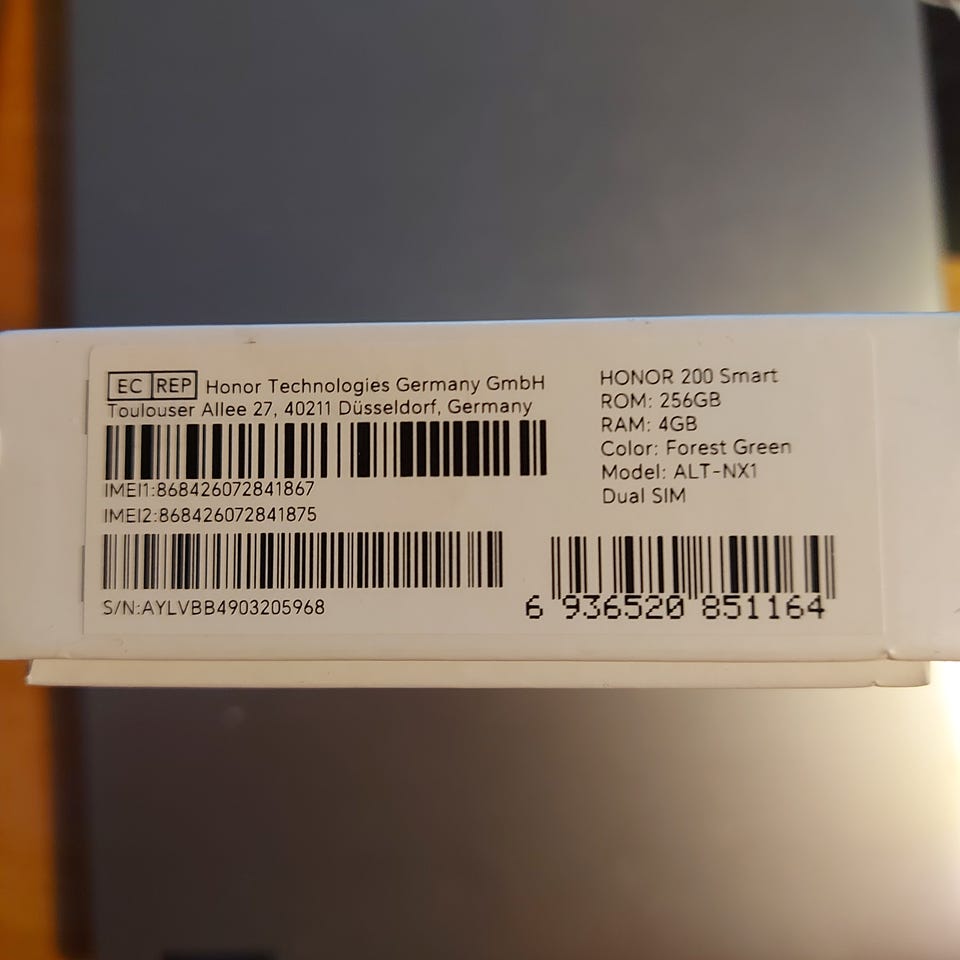 EC REP Honor Technologies Germany GmbH
Toulouser Allee 27, 40211 Düsseldorf, Germany
IMEI1:868426072841867
IMEI2:868426072841875
S/N:AYLVBB4903205968
HONOR 200 Smart
ROM: 256GB
RAM: 4GB
Color: Forest Green
Model: ALT-NX1
Dual SIM
6 936520 851164